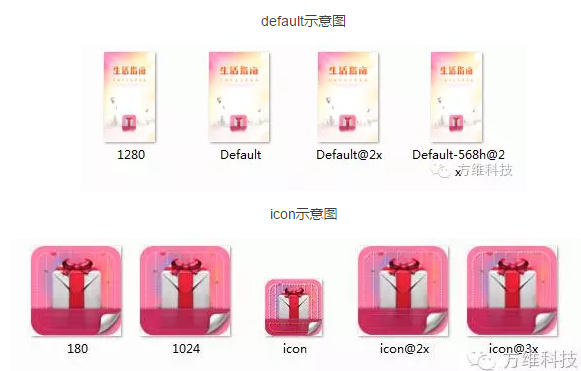 default示意图
生活指南
生活指南
生活指南
生活指南
1280
Default
Default@2x
Default-568h@2
x
方维科技
icon示意图
180
1024
icon
icon@2x
icon@3x
方维科技